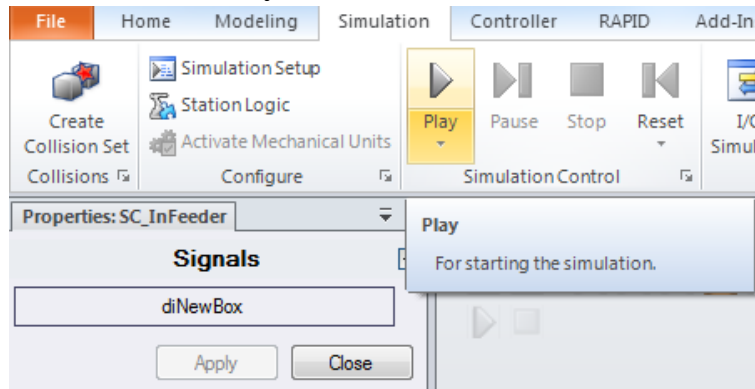 File Home Modeling Simulation Controller RAPID Add-In
Simulation Setup
Station Logic
Activate Mechanical Units
Create
Collision Set
Play Pause Stop Reset
I/O
Simul
Collisions Configure Simulation Control
Properties: SC_InFeeder
Signals
diNewBox
Apply Close
Play
For starting the simulation.